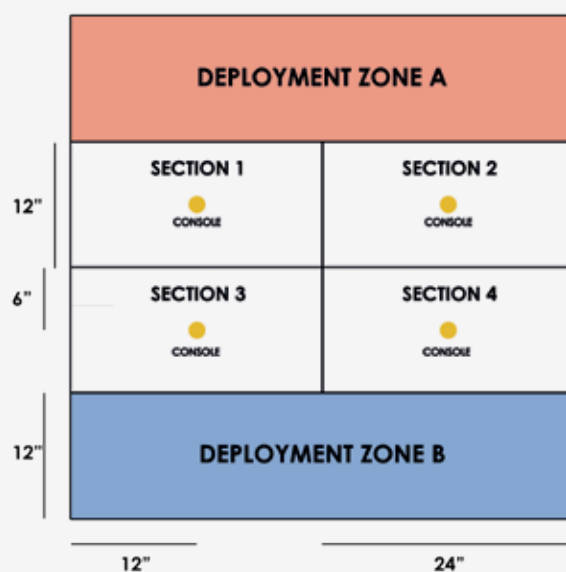 DEPLOYMENT ZONE A
SECTION 1
SECTION 2
12"
CONSOLE
CONSOLE
6"
SECTION 3
SECTION 4
CONSOLE
CONSOLE
12"
DEPLOYMENT ZONE B
12"
24"